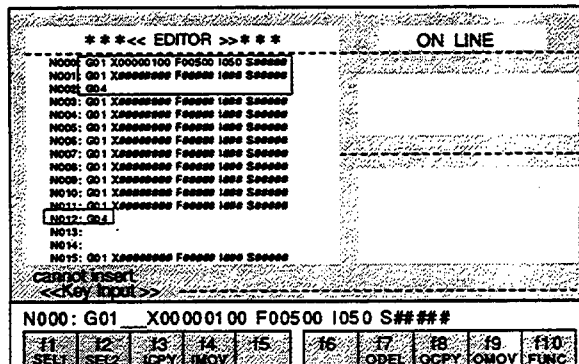 ***<< EDITOR >>*** ON LINE
N000: G01 X00000100 F00500 I050 S#####
N001: G01 X######## F##### I### S#####
N002: G04
N003: G01 X######## F##### I### S#####
N004: G01 X######## F##### I### S#####
N005: G01 X######## F##### I### S#####
N006: G01 X######## F##### I### S#####
N007: G01 X######## F##### I### S#####
N008: G01 X######## F##### I### S#####
N009: G01 X######## F##### I### S#####
N010: G01 X######## F##### I### S#####
N011: G01 X######## F##### I### S#####
N012: G04
N013:
N014:
N015: G01 X######## F##### I### S#####
cannot insert
<<Key Input>>
N000: G01__X00000100 F00500 I050 S#####
f1 f2 f3 f4 f5 f6 f7 f8 f9 f10
SEL1 SEL2 ICPY IMOV ODEL OCPY OMOV FUNC